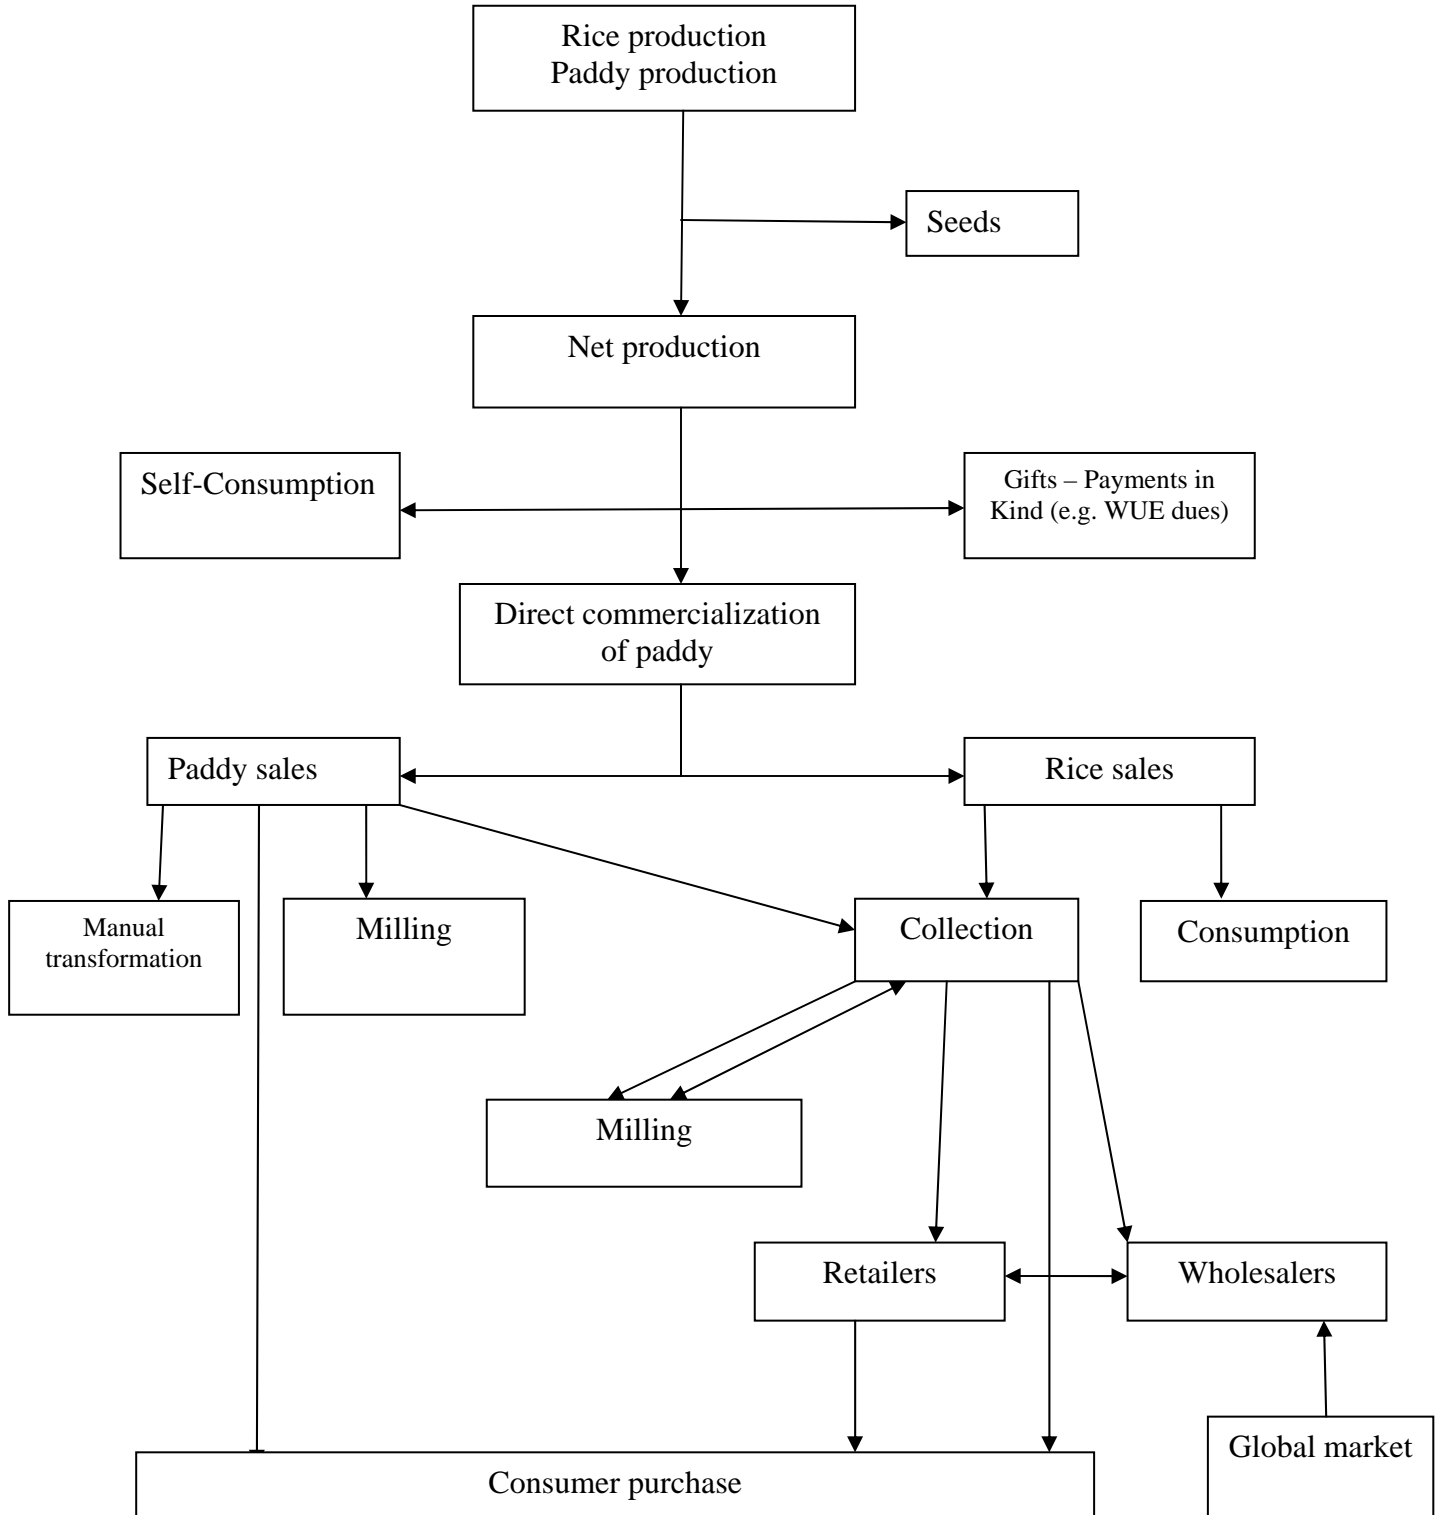 Rice production
Paddy production
Seeds
Net production
Self-Consumption
Gifts – Payments in
Kind (e.g. WUE dues)
Direct commercialization
of paddy
Paddy sales
Rice sales
Manual
transformation
Milling
Collection
Consumption
Milling
Retailers
Wholesalers
Global market
Consumer purchase